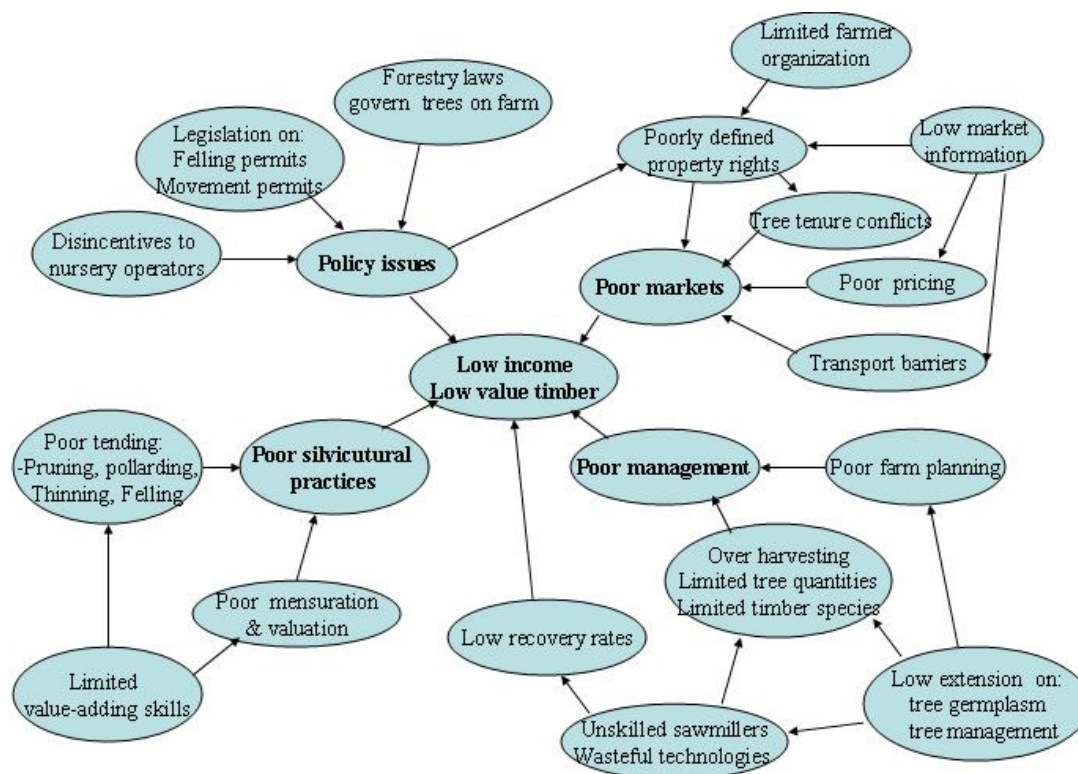 Limited farmer
organization
Forestry laws
govern trees on farm
Legislation on:
Felling permits
Movement permits
Poorly defined
property rights
Low market
information
Disincentives to
nursery operators
Policy issues
Tree tenure conflicts
Poor markets
Poor pricing
Low income
Low value timber
Transport barriers
Poor tending:
-Pruning, pollarding,
Thinning, Felling
Poor silvicutural
practices
Poor management
Poor farm planning
Over harvesting
Limited tree quantities
Limited timber species
Poor mensuration
& valuation
Low recovery rates
Limited
value-adding skills
Low extension on:
tree germplasm
tree management
Unskilled sawmillers
Wasteful technologies